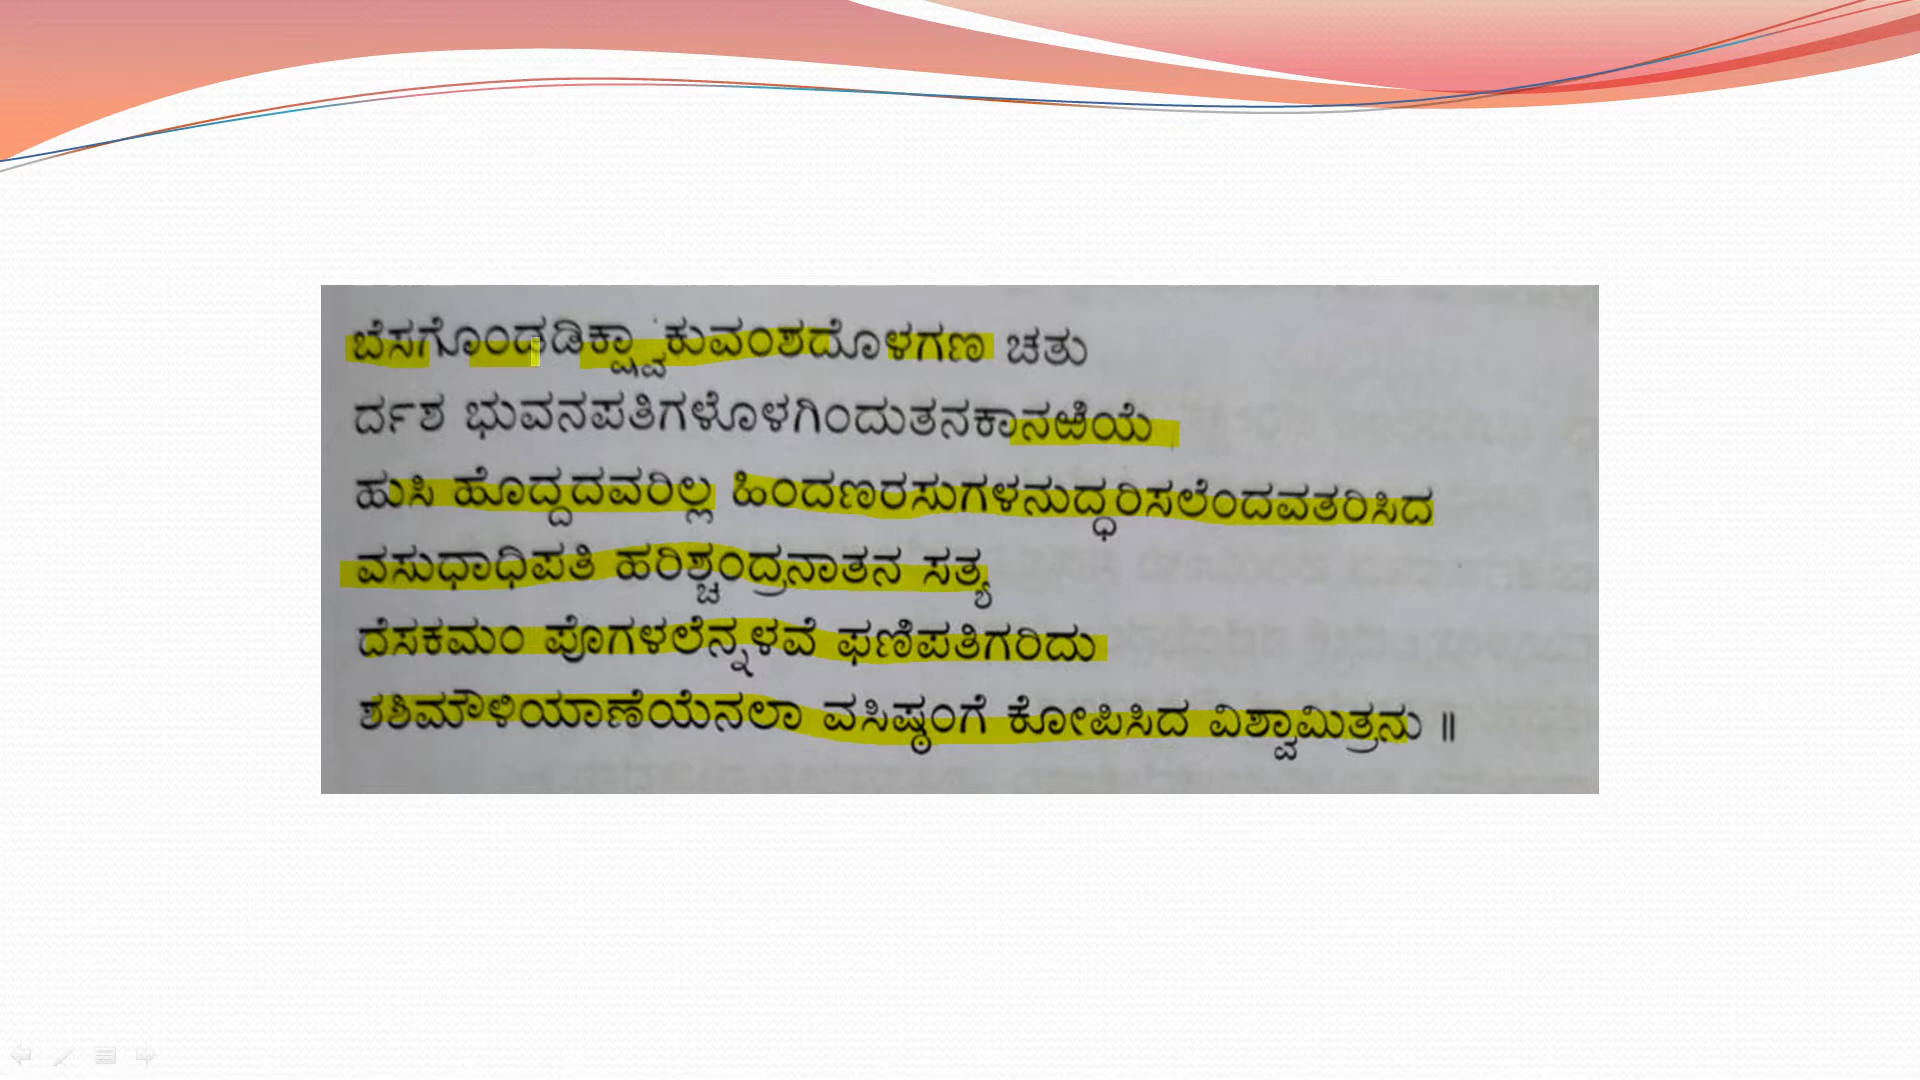 ಬೆಸಗೊಂಡಡಿಕ್ಷ್ವಾಕುವಂಶದೊಳಗಣ ಚತು
ರ್ದಶ ಭುವನಪತಿಗಳೊಳಗಿಂದುತನಕಾನಱಿಯೆ
ಹುಸಿ ಹೊದ್ದದವರಿಲ್ಲ ಹಿಂದಣರಸುಗಳನುದ್ಧರಿಸಲೆಂದವತರಿಸಿದ
ವಸುಧಾಧಿಪತಿ ಹರಿಶ್ಚಂದ್ರನಾತನ ಸತ್ಯ
ದೆಸಕಮಂ ಪೊಗಳಲೆನ್ನಳವೆ ಫಣಿಪತಿಗರಿದು
ಶಶಿಮೌಳಿಯಾಣೆಯೆನಲಾ ವಸಿಷ್ಠಂಗೆ ಕೋಪಿಸಿದ ವಿಶ್ವಾಮಿತ್ರನು ॥